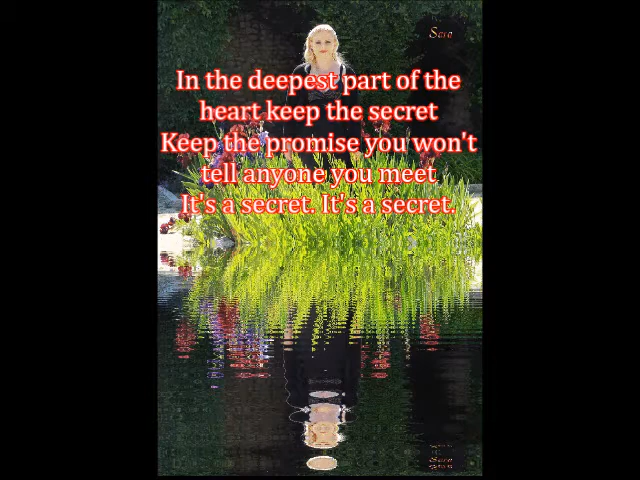 Sara
In the deepest part of the
heart keep the secret
Keep the promise you won't
tell anyone you meet
It's a secret. It's a secret.